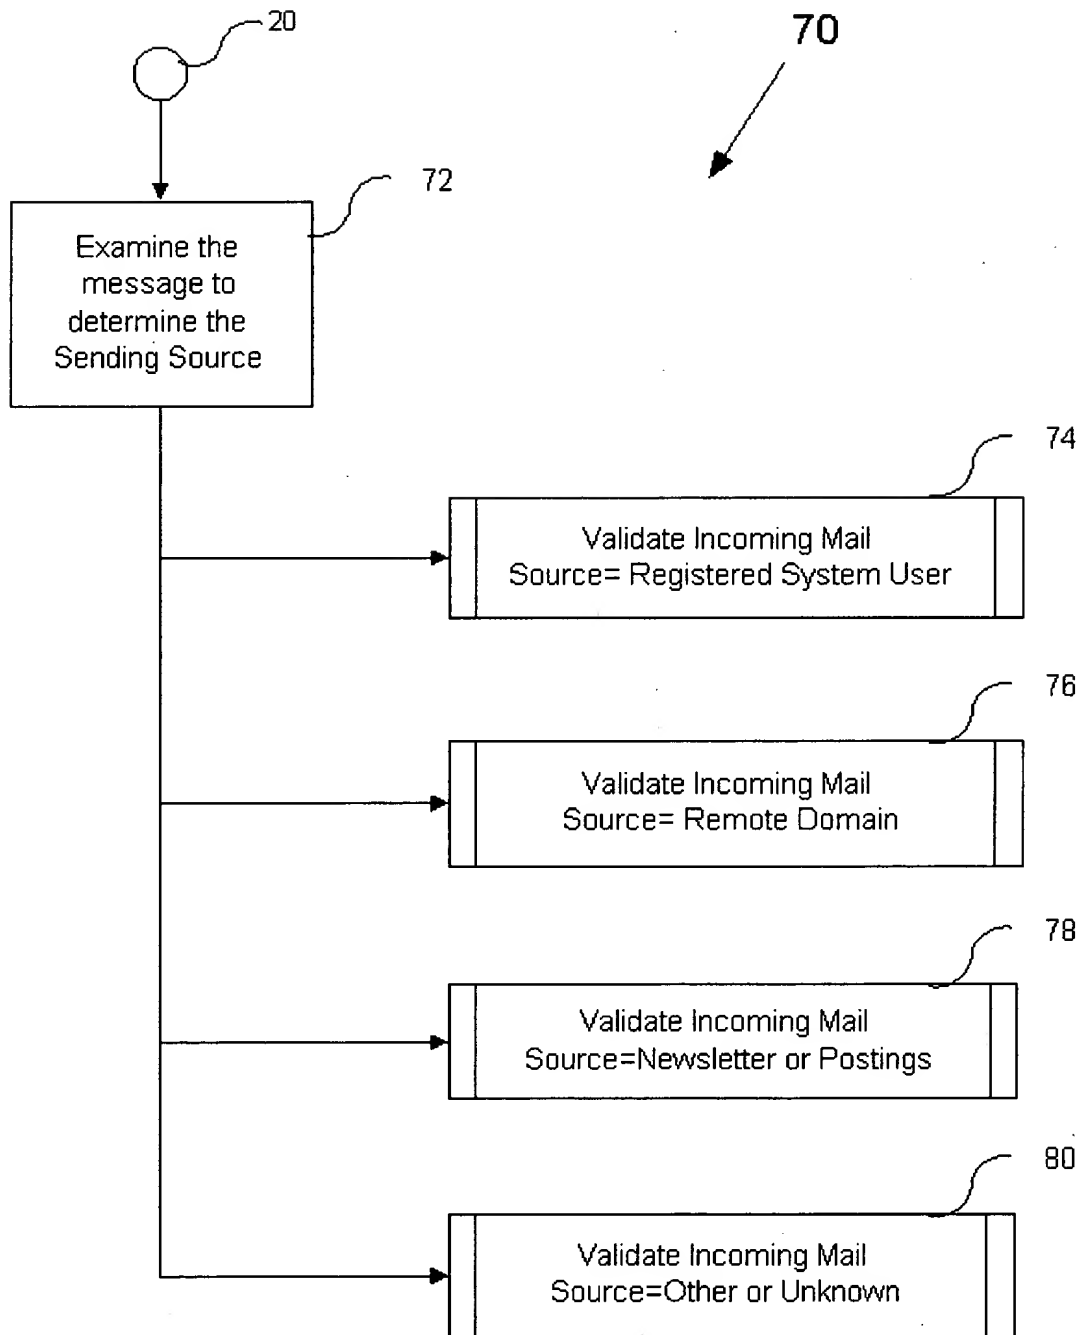 20
70
72
Examine the
message to
determine the
Sending Source
74
Validate Incoming Mail
Source= Registered System User
76
Validate Incoming Mail
Source= Remote Domain
78
Validate Incoming Mail
Source=Newsletter or Postings
80
Validate Incoming Mail
Source=Other or Unknown